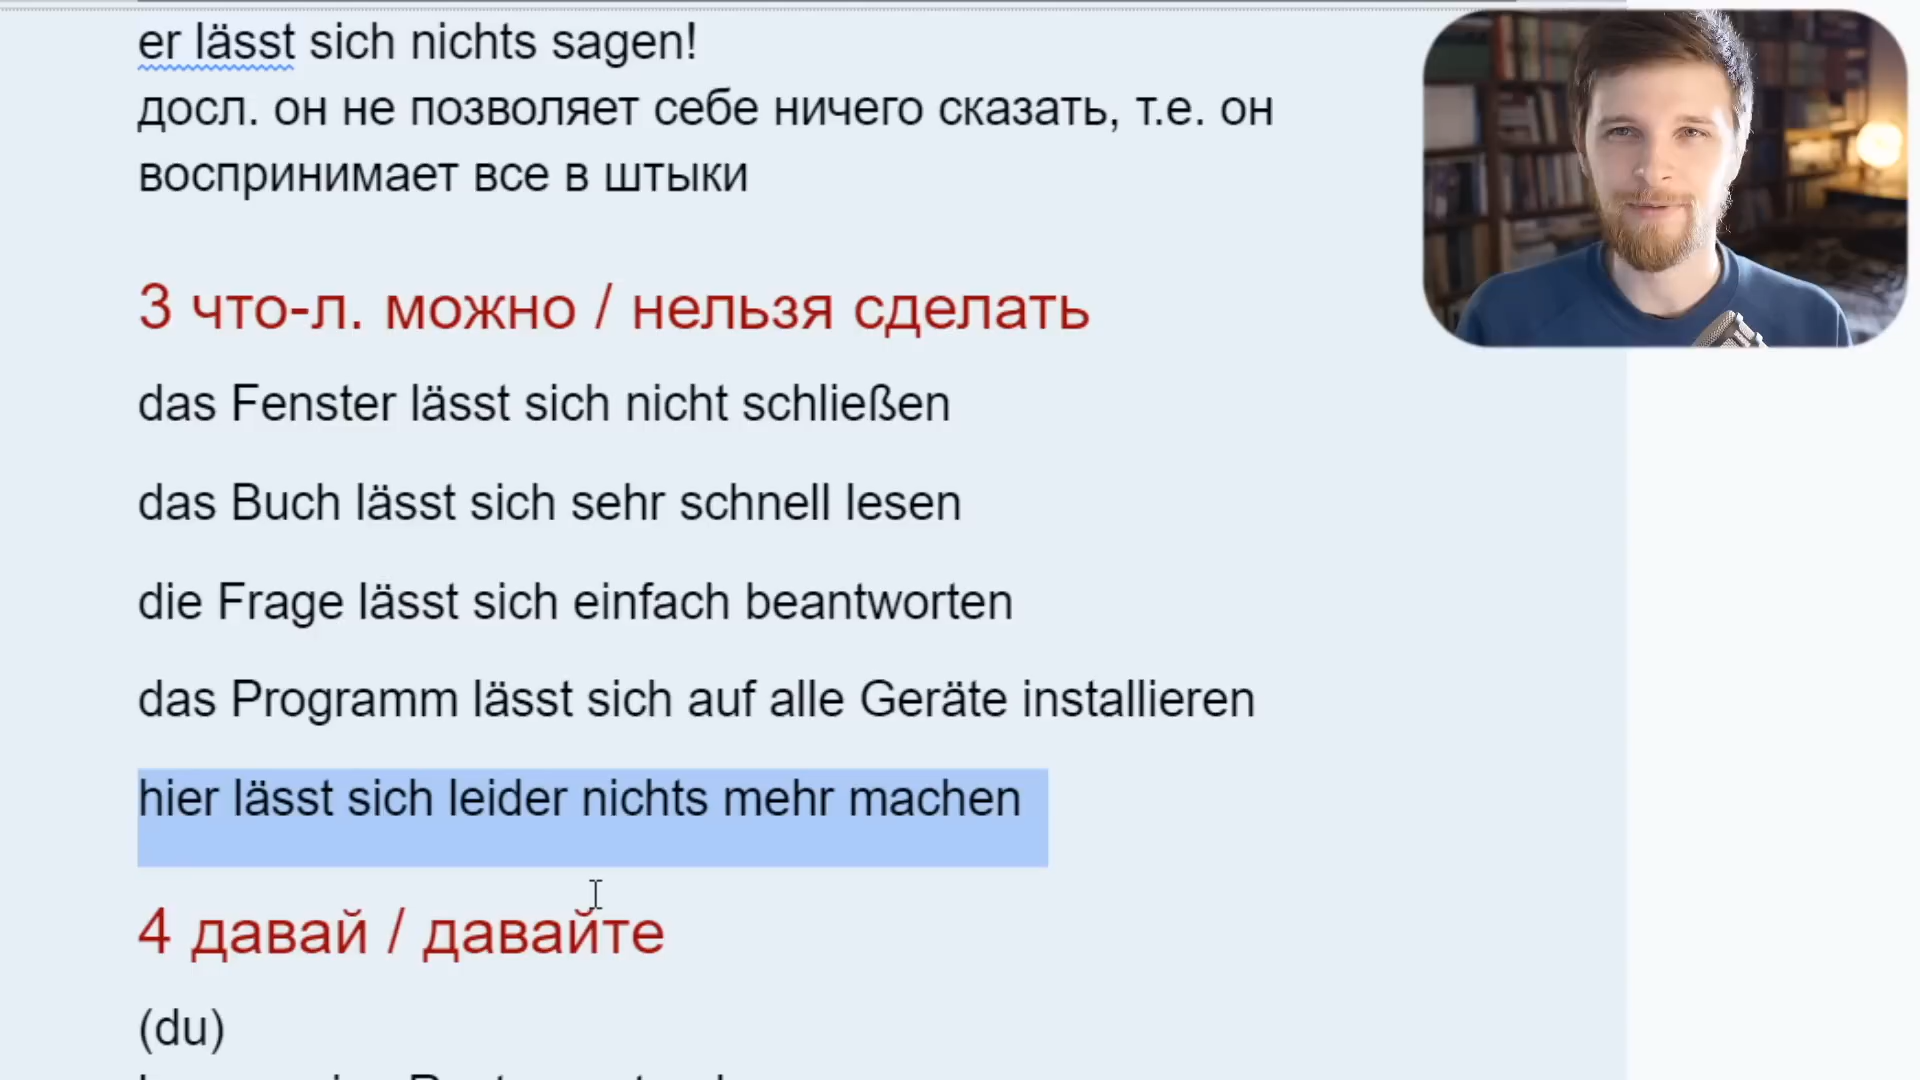 er lässt sich nichts sagen!
досл. он не позволяет себе ничего сказать, т.е. он
воспринимает все в штыки
3 что-л. можно / нельзя сделать
das Fenster lässt sich nicht schließen
das Buch lässt sich sehr schnell lesen
die Frage lässt sich einfach beantworten
das Programm lässt sich auf alle Geräte installieren
hier lässt sich leider nichts mehr machen
4 давай / давайте
(du)